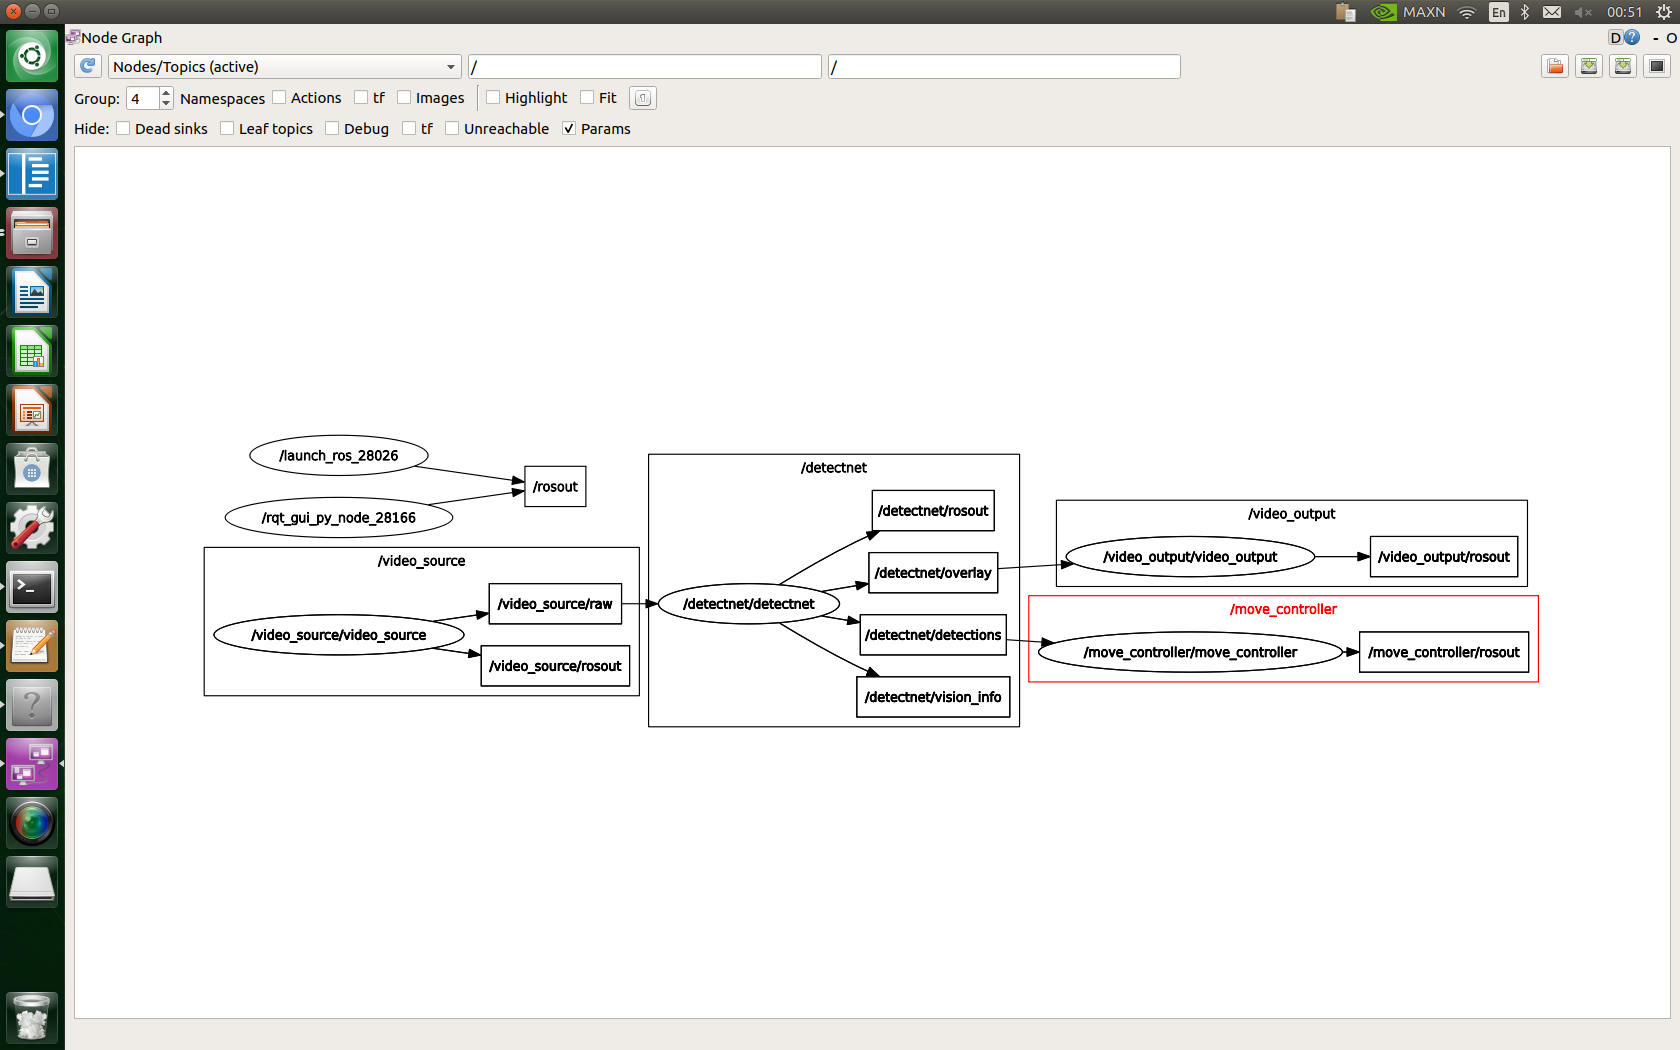 MAXN En 00:51
Node Graph D ? - O
Nodes/Topics (active) / /
Group: 4 Namespaces Actions tf Images Highlight Fit
Hide: Dead sinks Leaf topics Debug tf Unreachable Params
/launch_ros_28026
/rosout
/rqt_gui_py_node_28166
/video_source
/video_source/raw
/video_source/video_source
/video_source/rosout
/detectnet
/detectnet/rosout
/detectnet/overlay
/detectnet/detectnet
/detectnet/detections
/detectnet/vision_info
/video_output
/video_output/video_output
/video_output/rosout
/move_controller
/move_controller/move_controller
/move_controller/rosout